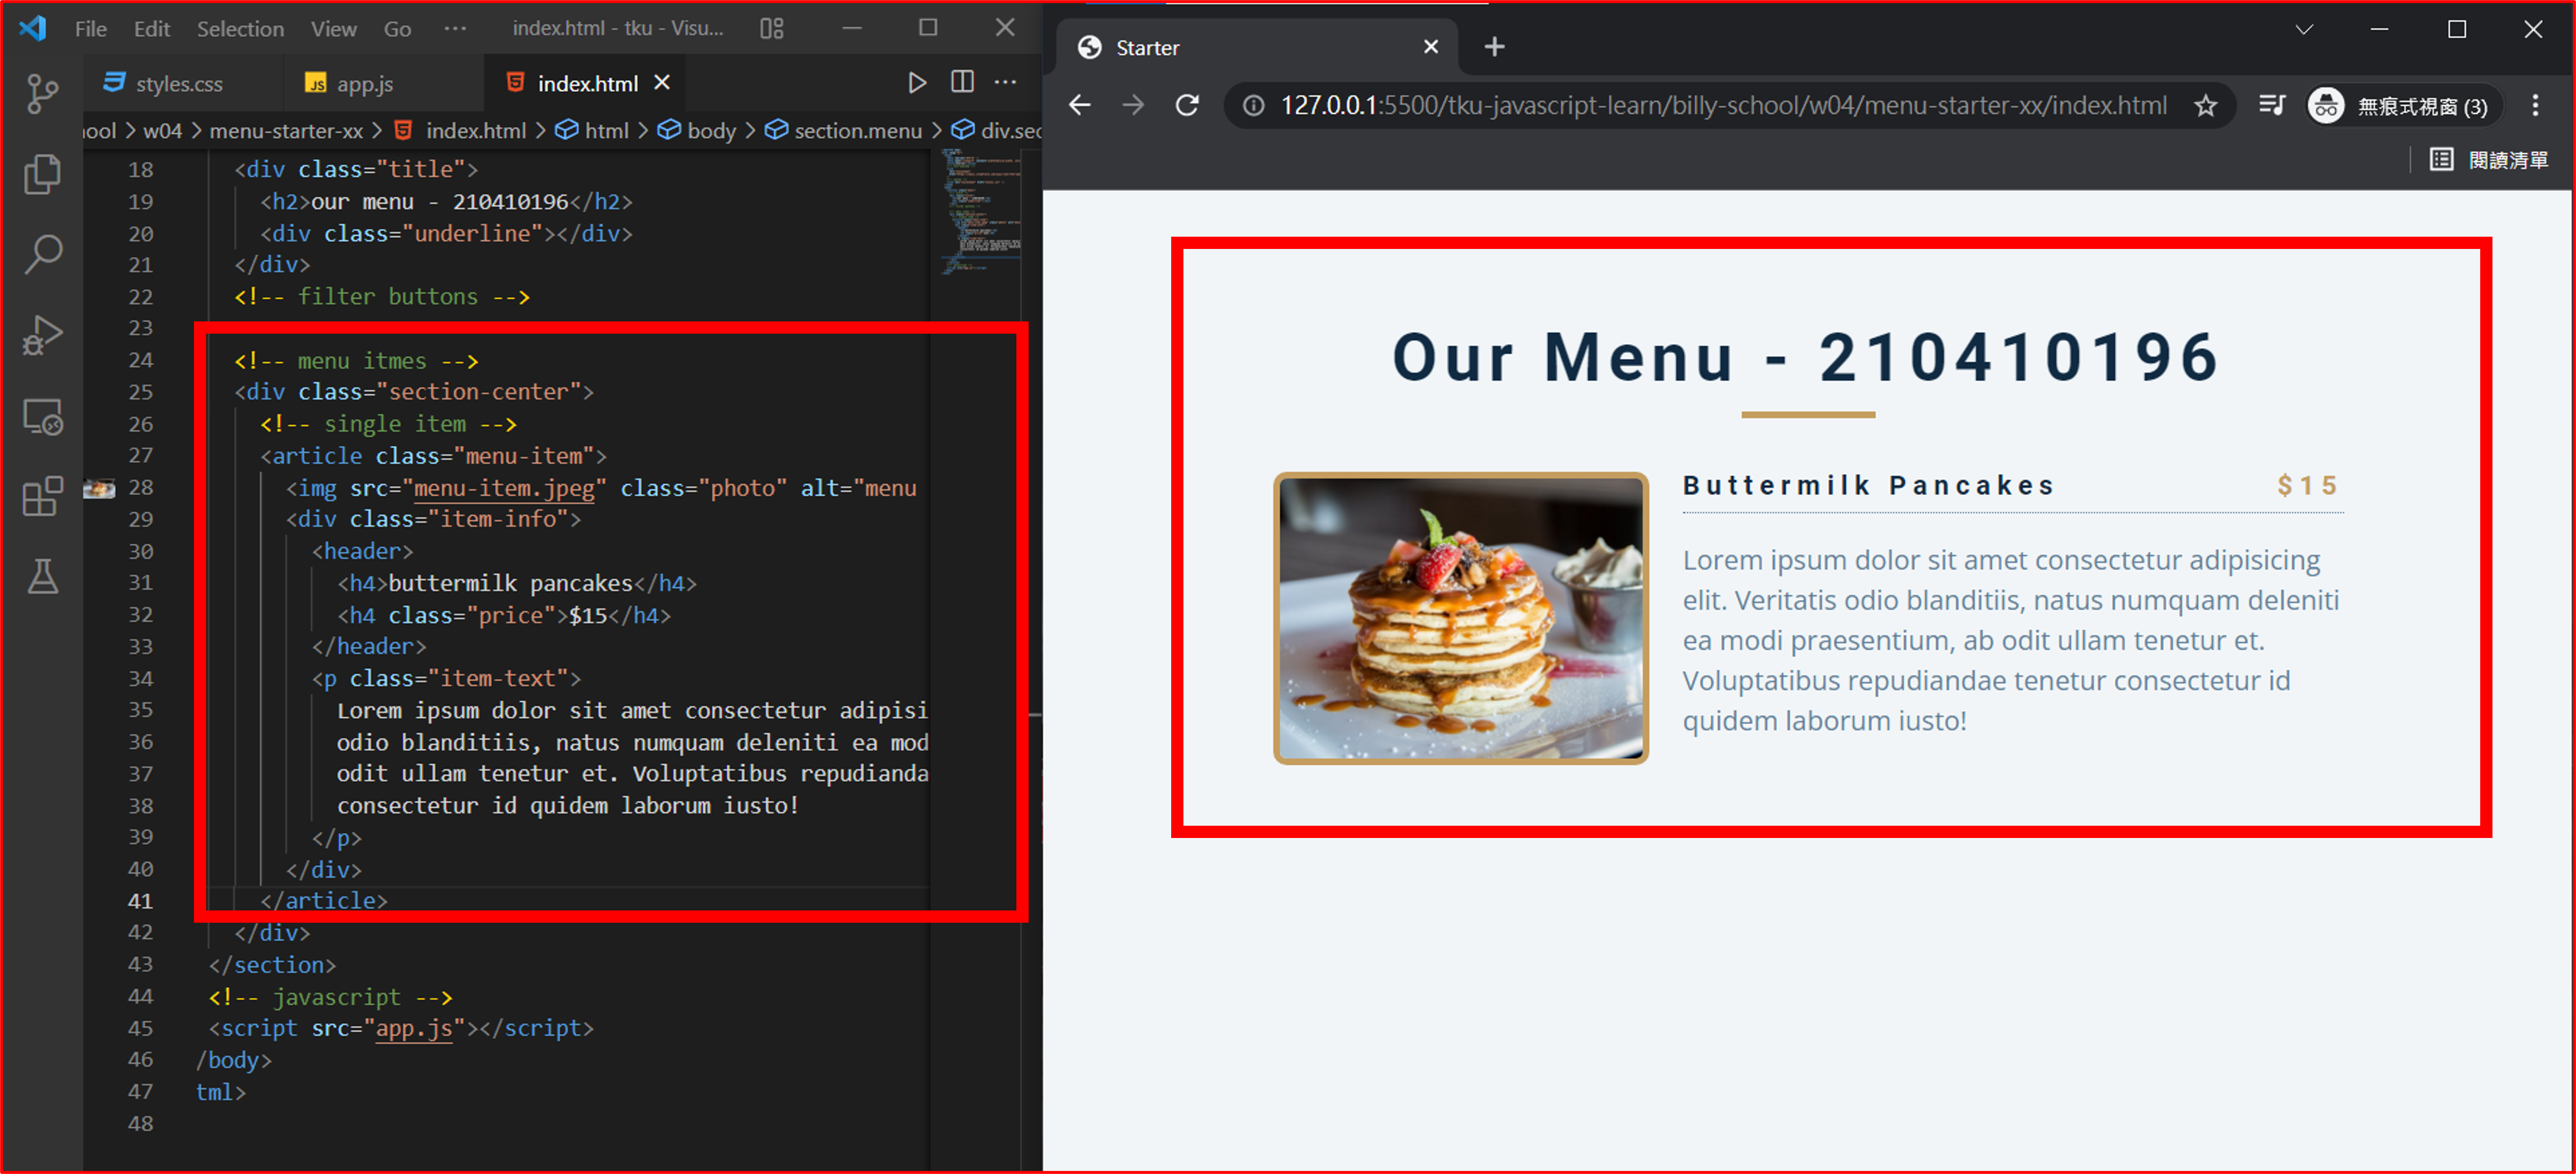 File Edit Selection View Go ··· index.html - tku - Visu...
styles.css JS app.js index.html
ool > w04 > menu-starter-xx > index.html > html > body > section.menu > div.sec
18 <div class="title">
19 <h2>our menu - 210410196</h2>
20 <div class="underline"></div>
21 </div>
22 <!-- filter buttons -->
23
24 <!-- menu itmes -->
25 <div class="section-center">
26 <!-- single item -->
27 <article class="menu-item">
28 <img src="menu-item.jpeg" class="photo" alt="menu
29 <div class="item-info">
30 <header>
31 <h4>buttermilk pancakes</h4>
32 <h4 class="price">$15</h4>
33 </header>
34 <p class="item-text">
35 Lorem ipsum dolor sit amet consectetur adipisi
36 odio blanditiis, natus numquam deleniti ea mod
37 odit ullam tenetur et. Voluptatibus repudianda
38 consectetur id quidem laborum iusto!
39 </p>
40 </div>
41 </article>
42 </div>
43 </section>
44 <!-- javascript -->
45 <script src="app.js"></script>
46 /body>
47 tml>
48
Starter
127.0.0.1:5500/tku-javascript-learn/billy-school/w04/menu-starter-xx/index.html
無痕式視窗 (3)
閱讀清單
Our Menu - 210410196
Buttermilk Pancakes $15
Lorem ipsum dolor sit amet consectetur adipisicing
elit. Veritatis odio blanditiis, natus numquam deleniti
ea modi praesentium, ab odit ullam tenetur et.
Voluptatibus repudiandae tenetur consectetur id
quidem laborum iusto!